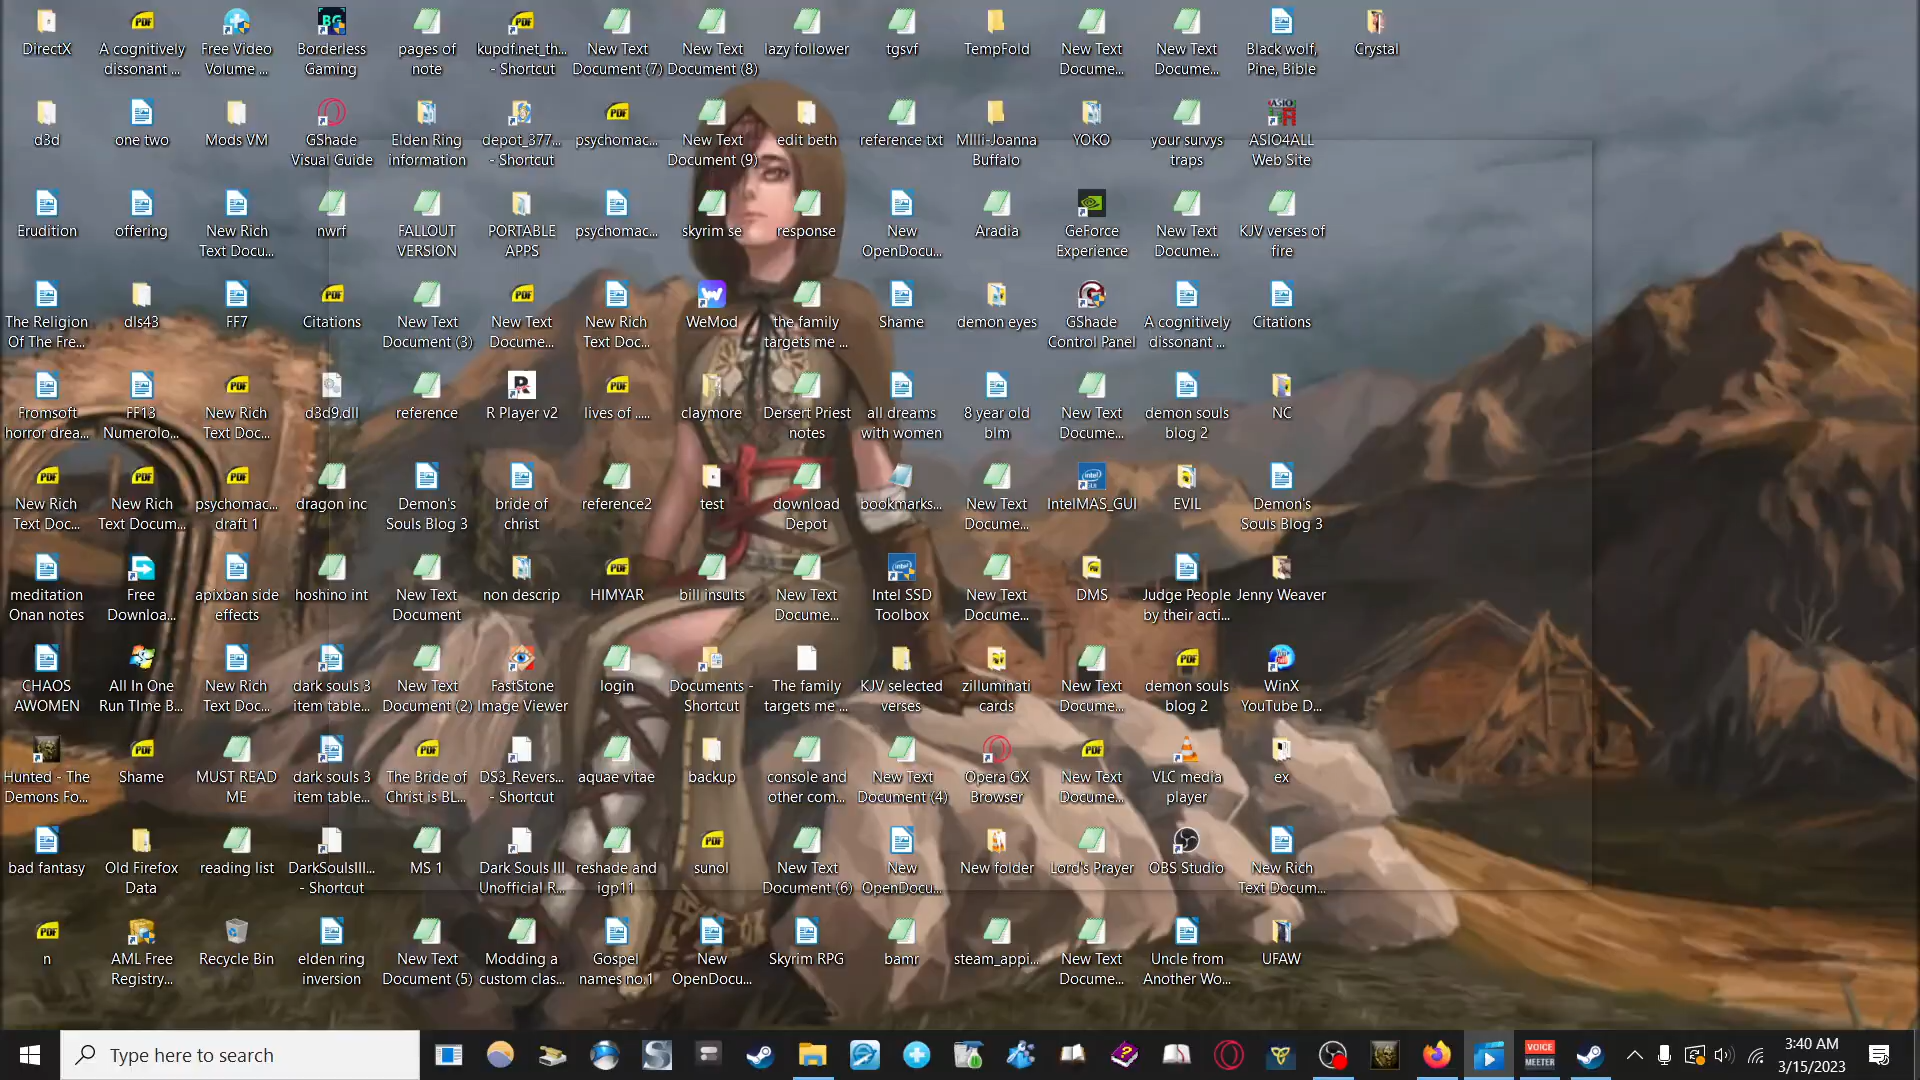 DirectX
A cognitively
dissonant ...
Free Video
Volume ...
Borderless
Gaming
pages of
note
kupdf.net_th...
- Shortcut
New Text
Document (7)
New Text
Document (8)
lazy follower
tgsvf
TempFold
New Text
Docume...
New Text
Docume...
Black wolf,
Pine, Bible
Crystal
d3d
one two
Mods VM
GShade
Visual Guide
Elden Ring
information
depot_377...
- Shortcut
psychomac...
New Text
Document (9)
edit beth
reference txt
MIlli-Joanna
Buffalo
YOKO
your survys
traps
ASIO4ALL
Web Site
Erudition
offering
New Rich
Text Docu...
nwrf
FALLOUT
VERSION
PORTABLE
APPS
psychomac...
skyrim se
response
New
OpenDocu...
Aradia
GeForce
Experience
New Text
Docume...
KJV verses of
fire
The Religion
Of The Fre...
dls43
FF7
Citations
New Text
Document (3)
New Text
Docume...
New Rich
Text Doc...
WeMod
the family
targets me ...
Shame
demon eyes
GShade
Control Panel
A cognitively
dissonant ...
Citations
Fromsoft
horror drea...
FF13
Numerolo...
New Rich
Text Doc...
d3d9.dll
reference
R Player v2
lives of .....
claymore
Dersert Priest
notes
all dreams
with women
8 year old
blm
New Text
Docume...
demon souls
blog 2
NC
New Rich
Text Doc...
New Rich
Text Docum...
psychomac...
draft 1
dragon inc
Demon's
Souls Blog 3
bride of
christ
reference2
test
download
Depot
bookmarks...
New Text
Docume...
IntelMAS_GUI
EVIL
Demon's
Souls Blog 3
meditation
Onan notes
Free
Downloa...
apixban side
effects
hoshino int
New Text
Document
non descrip
HIMYAR
bill insults
New Text
Docume...
Intel SSD
Toolbox
New Text
Docume...
DMS
Judge People
by their acti...
Jenny Weaver
CHAOS
AWOMEN
All In One
Run TIme B...
New Rich
Text Doc...
dark souls 3
item table...
New Text
Document (2)
FastStone
Image Viewer
login
Documents -
Shortcut
The family
targets me ...
KJV selected
verses
zilluminati
cards
New Text
Docume...
demon souls
blog 2
WinX
YouTube D...
Hunted - The
Demons Fo...
Shame
MUST READ
ME
dark souls 3
item table...
The Bride of
Christ is BL...
DS3_Revers...
- Shortcut
aquae vitae
backup
console and
other com...
New Text
Document (4)
Opera GX
Browser
New Text
Docume...
VLC media
player
ex
bad fantasy
Old Firefox
Data
reading list
DarkSoulsIII...
- Shortcut
MS 1
Dark Souls III
Unofficial R...
reshade and
igp11
sunol
New Text
Document (6)
New
OpenDocu...
New folder
Lord's Prayer
OBS Studio
New Rich
Text Docum...
n
AML Free
Registry...
Recycle Bin
elden ring
inversion
New Text
Document (5)
Modding a
custom clas...
Gospel
names no.1
New
OpenDocu...
Skyrim RPG
bamr
steam_appi...
New Text
Docume...
Uncle from
Another Wo...
UFAW
Type here to search
VOICE
MEETER
3:40 AM
3/15/2023